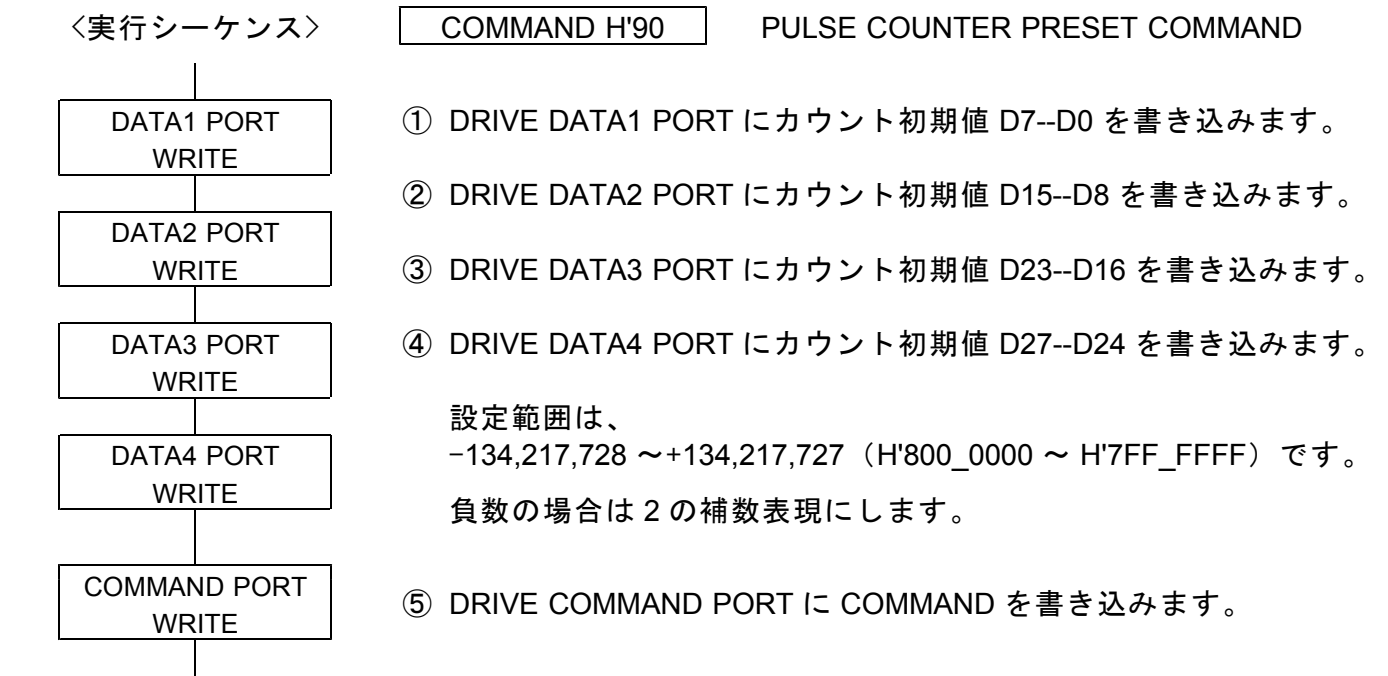 〈実行シーケンス〉 COMMAND H'90 PULSE COUNTER PRESET COMMAND
DATA1 PORT
WRITE
① DRIVE DATA1 PORT にカウント初期値 D7--D0 を書き込みます。
DATA2 PORT
WRITE
② DRIVE DATA2 PORT にカウント初期値 D15--D8 を書き込みます。
③ DRIVE DATA3 PORT にカウント初期値 D23--D16 を書き込みます。
DATA3 PORT
WRITE
④ DRIVE DATA4 PORT にカウント初期値 D27--D24 を書き込みます。
設定範囲は、
−134,217,728 〜+134,217,727（H'800_0000 〜 H'7FF_FFFF）です。
負数の場合は 2 の補数表現にします。
DATA4 PORT
WRITE
COMMAND PORT
WRITE
⑤ DRIVE COMMAND PORT に COMMAND を書き込みます。